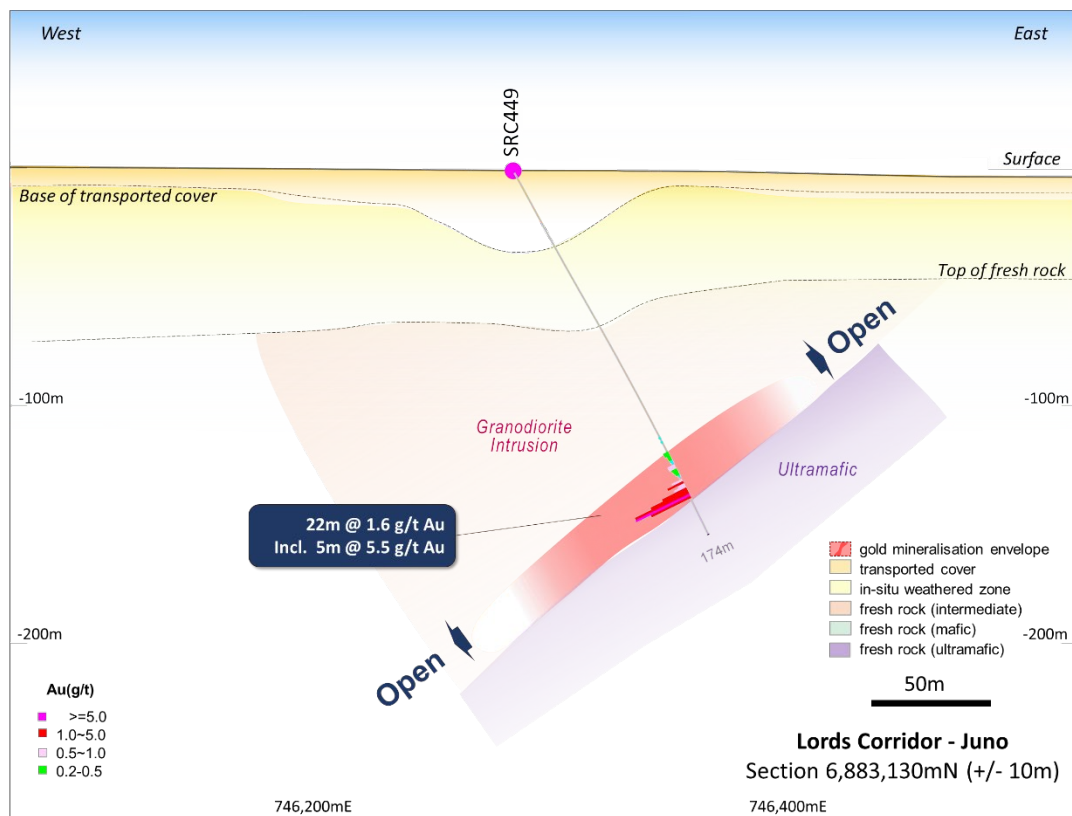 West
East
SRC449
Surface
Base of transported cover
Top of fresh rock
Open
-100m
-100m
Granodiorite
Intrusion
Ultramafic
22m @ 1.6 g/t Au
Incl. 5m @ 5.5 g/t Au
174m
gold mineralisation envelope
transported cover
in-situ weathered zone
fresh rock (intermediate)
fresh rock (mafic)
fresh rock (ultramafic)
-200m
-200m
Open
Au(g/t)
>=5.0
1.0~5.0
0.5~1.0
0.2-0.5
50m
Lords Corridor - Juno
Section 6,883,130mN (+/- 10m)
746,200mE
746,400mE